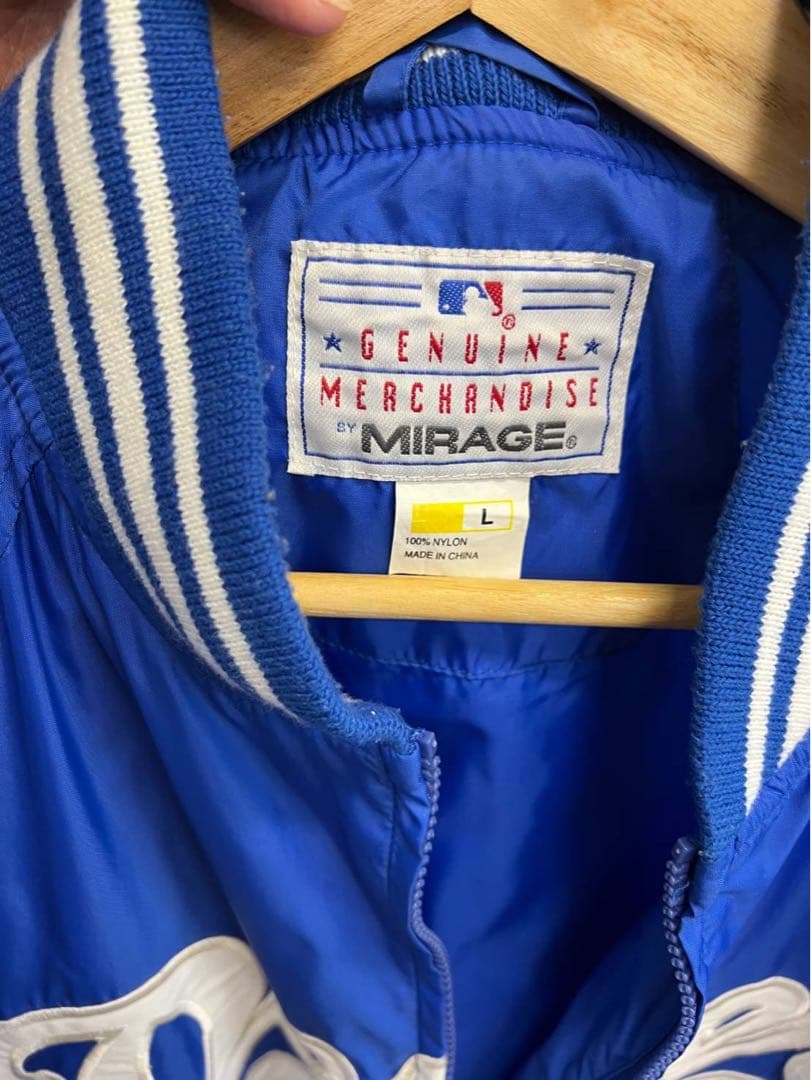 GENUINE
MERCHANDISE
BY MIRAGE®
L
100% NYLON
MADE IN CHINA